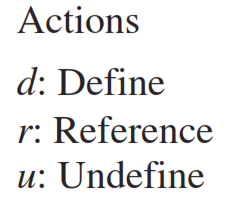 Actions
d: Define
r: Reference
u: Undefine